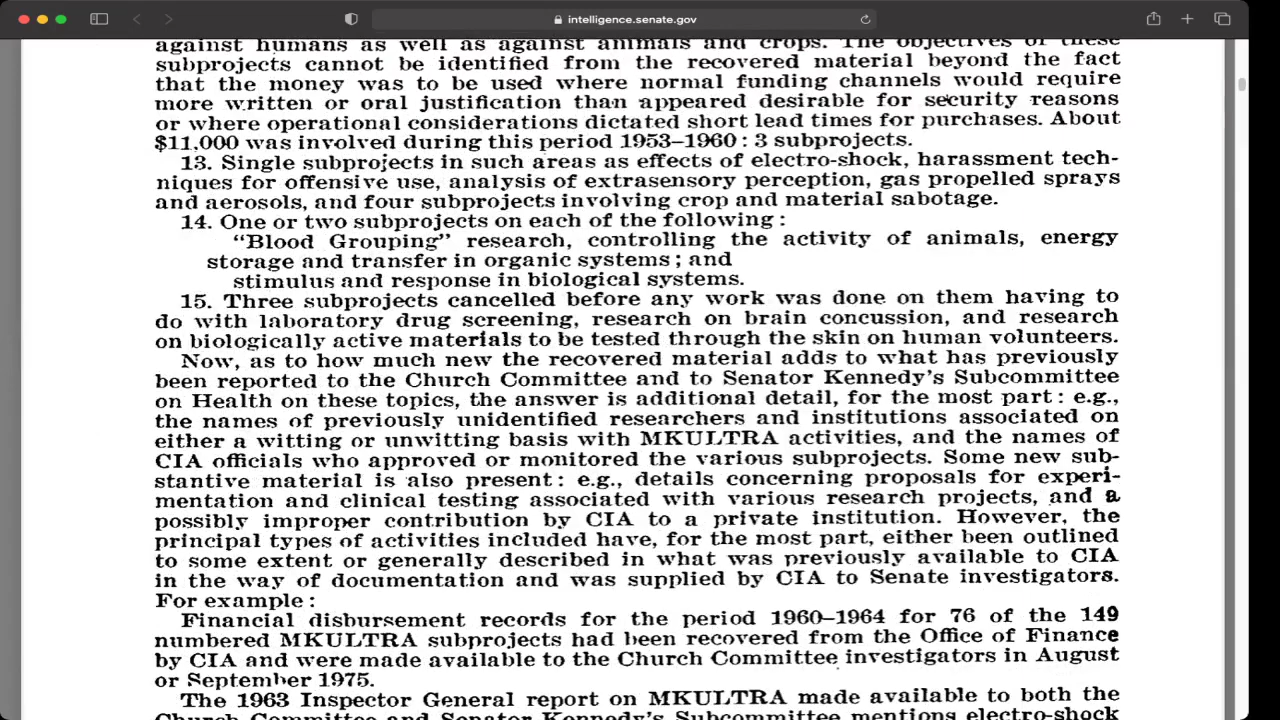 intelligence.senate.gov
against humans as well as against animals and crops. The objectives of these
subprojects cannot be identified from the recovered material beyond the fact
that the money was to be used where normal funding channels would require
more written or oral justification than appeared desirable for security reasons
or where operational considerations dictated short lead times for purchases. About
$11,000 was involved during this period 1953–1960 : 3 subprojects.
13. Single subprojects in such areas as effects of electro-shock, harassment tech-
niques for offensive use, analysis of extrasensory perception, gas propelled sprays
and aerosols, and four subprojects involving crop and material sabotage.
14. One or two subprojects on each of the following :
"Blood Grouping" research, controlling the activity of animals, energy
storage and transfer in organic systems ; and
stimulus and response in biological systems.
15. Three subprojects cancelled before any work was done on them having to
do with laboratory drug screening, research on brain concussion, and research
on biologically active materials to be tested through the skin on human volunteers.
Now, as to how much new the recovered material adds to what has previously
been reported to the Church Committee and to Senator Kennedy's Subcommittee
on Health on these topics, the answer is additional detail, for the most part : e.g.,
the names of previously unidentified researchers and institutions associated on
either a witting or unwitting basis with MKULTRA activities, and the names of
CIA officials who approved or monitored the various subprojects. Some new sub-
stantive material is also present : e.g., details concerning proposals for experi-
mentation and clinical testing associated with various research projects, and a
possibly improper contribution by CIA to a private institution. However, the
principal types of activities included have, for the most part, either been outlined
to some extent or generally described in what was previously available to CIA
in the way of documentation and was supplied by CIA to Senate investigators.
For example :
Financial disbursement records for the period 1960–1964 for 76 of the 149
numbered MKULTRA subprojects had been recovered from the Office of Finance
by CIA and were made available to the Church Committee investigators in August
or September 1975.
The 1963 Inspector General report on MKULTRA made available to both the
Church Committee and Senator Kennedy's Subcommittee mentions electro-shock